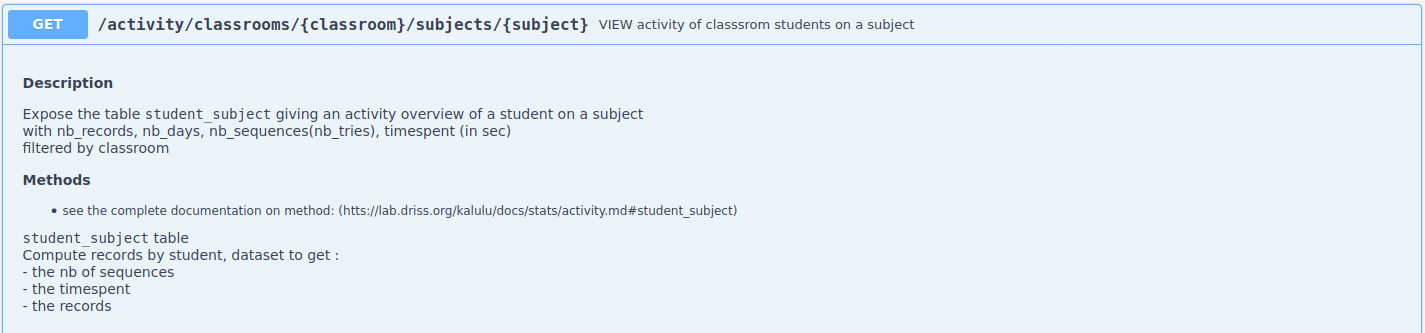 GET /activity/classrooms/{classroom}/subjects/{subject} VIEW activity of classsrom students on a subject
Description
Expose the table student_subject giving an activity overview of a student on a subject
with nb_records, nb_days, nb_sequences(nb_tries), timespent (in sec)
filtered by classroom
Methods
• see the complete documentation on method: (htts://lab.driss.org/kalulu/docs/stats/activity.md#student_subject)
student_subject table
Compute records by student, dataset to get :
- the nb of sequences
- the timespent
- the records